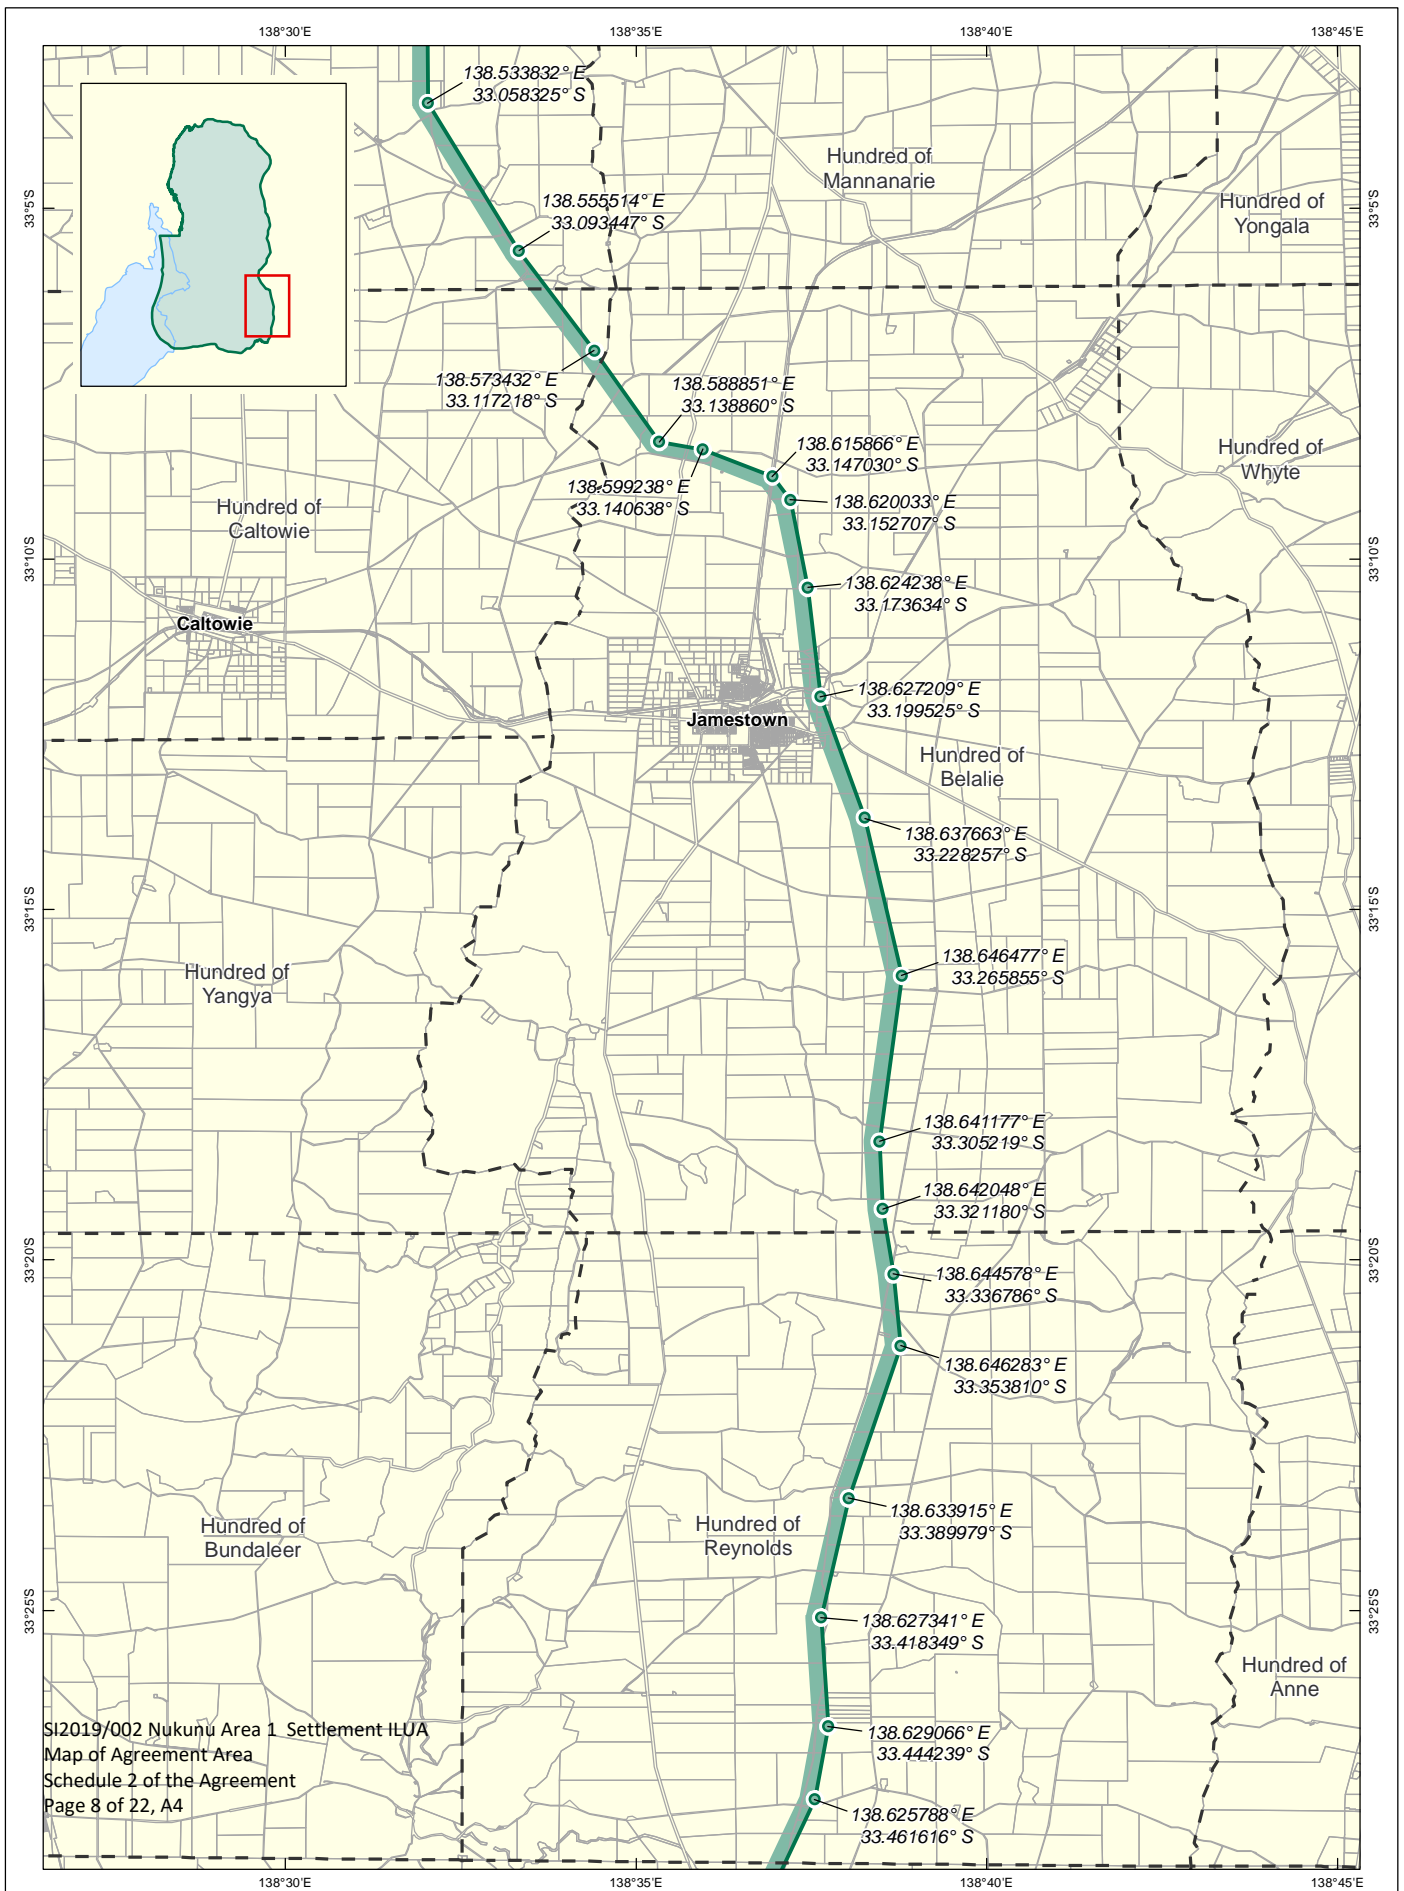 138°30'E
138°35'E
138°40'E
138°45'E
138.533832° E
33.058325° S
Hundred of
Mannanarie
33°5'S
138.555514° E
33.093447° S
Hundred of
Yongala
33°5'S
138.573432° E
33.117218° S
138.588851° E
33.138860° S
138.615866° E
33.147030° S
Hundred of
Whyte
138.599238° E
33.140638° S
138.620033° E
33.152707° S
Hundred of
Caltowie
33°10'S
33°10'S
138.624238° E
33.173634° S
Caltowie
138.627209° E
33.199525° S
Jamestown
Hundred of
Belalie
138.637663° E
33.228257° S
33°15'S
33°15'S
138.646477° E
33.265855° S
Hundred of
Yangya
138.641177° E
33.305219° S
138.642048° E
33.321180° S
33°20'S
33°20'S
138.644578° E
33.336786° S
138.646283° E
33.353810° S
138.633915° E
33.389979° S
Hundred of
Bundaleer
Hundred of
Reynolds
33°25'S
33°25'S
138.627341° E
33.418349° S
Hundred of
Anne
138.629066° E
33.444239° S
SI2019/002 Nukunu Area 1 Settlement ILUA
Map of Agreement Area
Schedule 2 of the Agreement
Page 8 of 22, A4
138.625788° E
33.461616° S
138°30'E
138°35'E
138°40'E
138°45'E